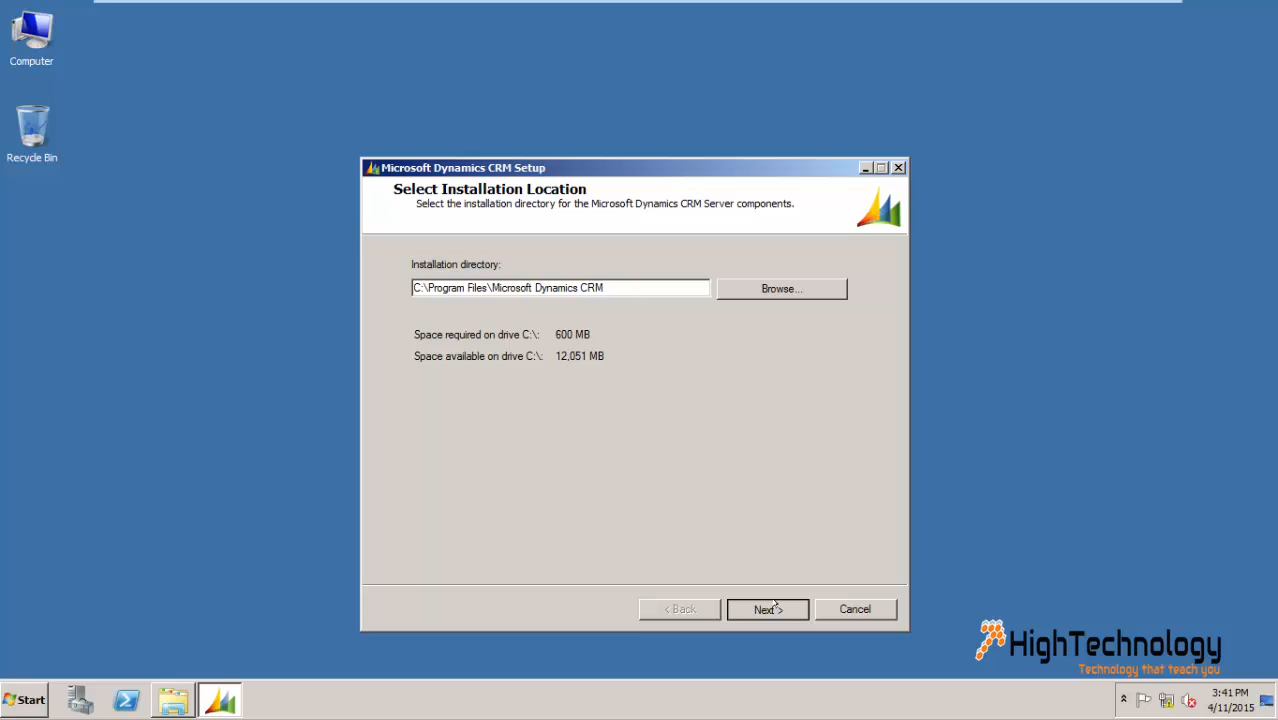 Computer
Recycle Bin
Microsoft Dynamics CRM Setup
Select Installation Location
Select the installation directory for the Microsoft Dynamics CRM Server components.
Installation directory:
C:\Program Files\Microsoft Dynamics CRM
Browse...
Space required on drive C:\: 600 MB
Space available on drive C:\: 12,051 MB
< Back
Next >
Cancel
HighTechnology
Technology that teach you
Start
3:41 PM
4/11/2015